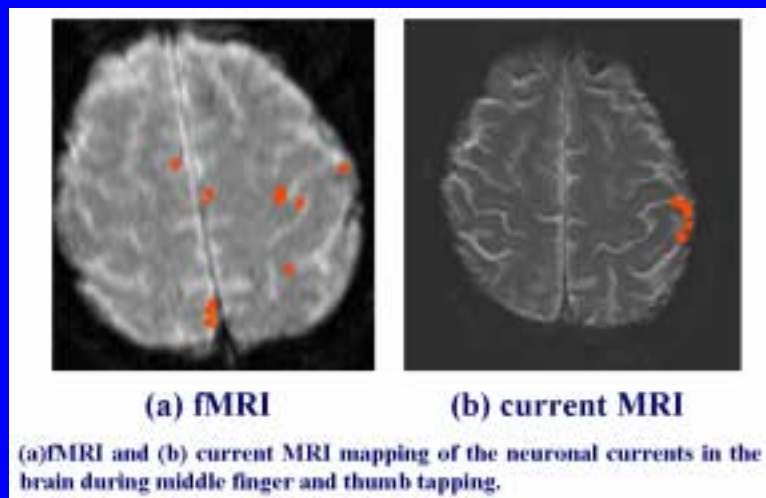 (a) fMRI
(b) current MRI
(a)fMRI and (b) current MRI mapping of the neuronal currents in the
brain during middle finger and thumb tapping.